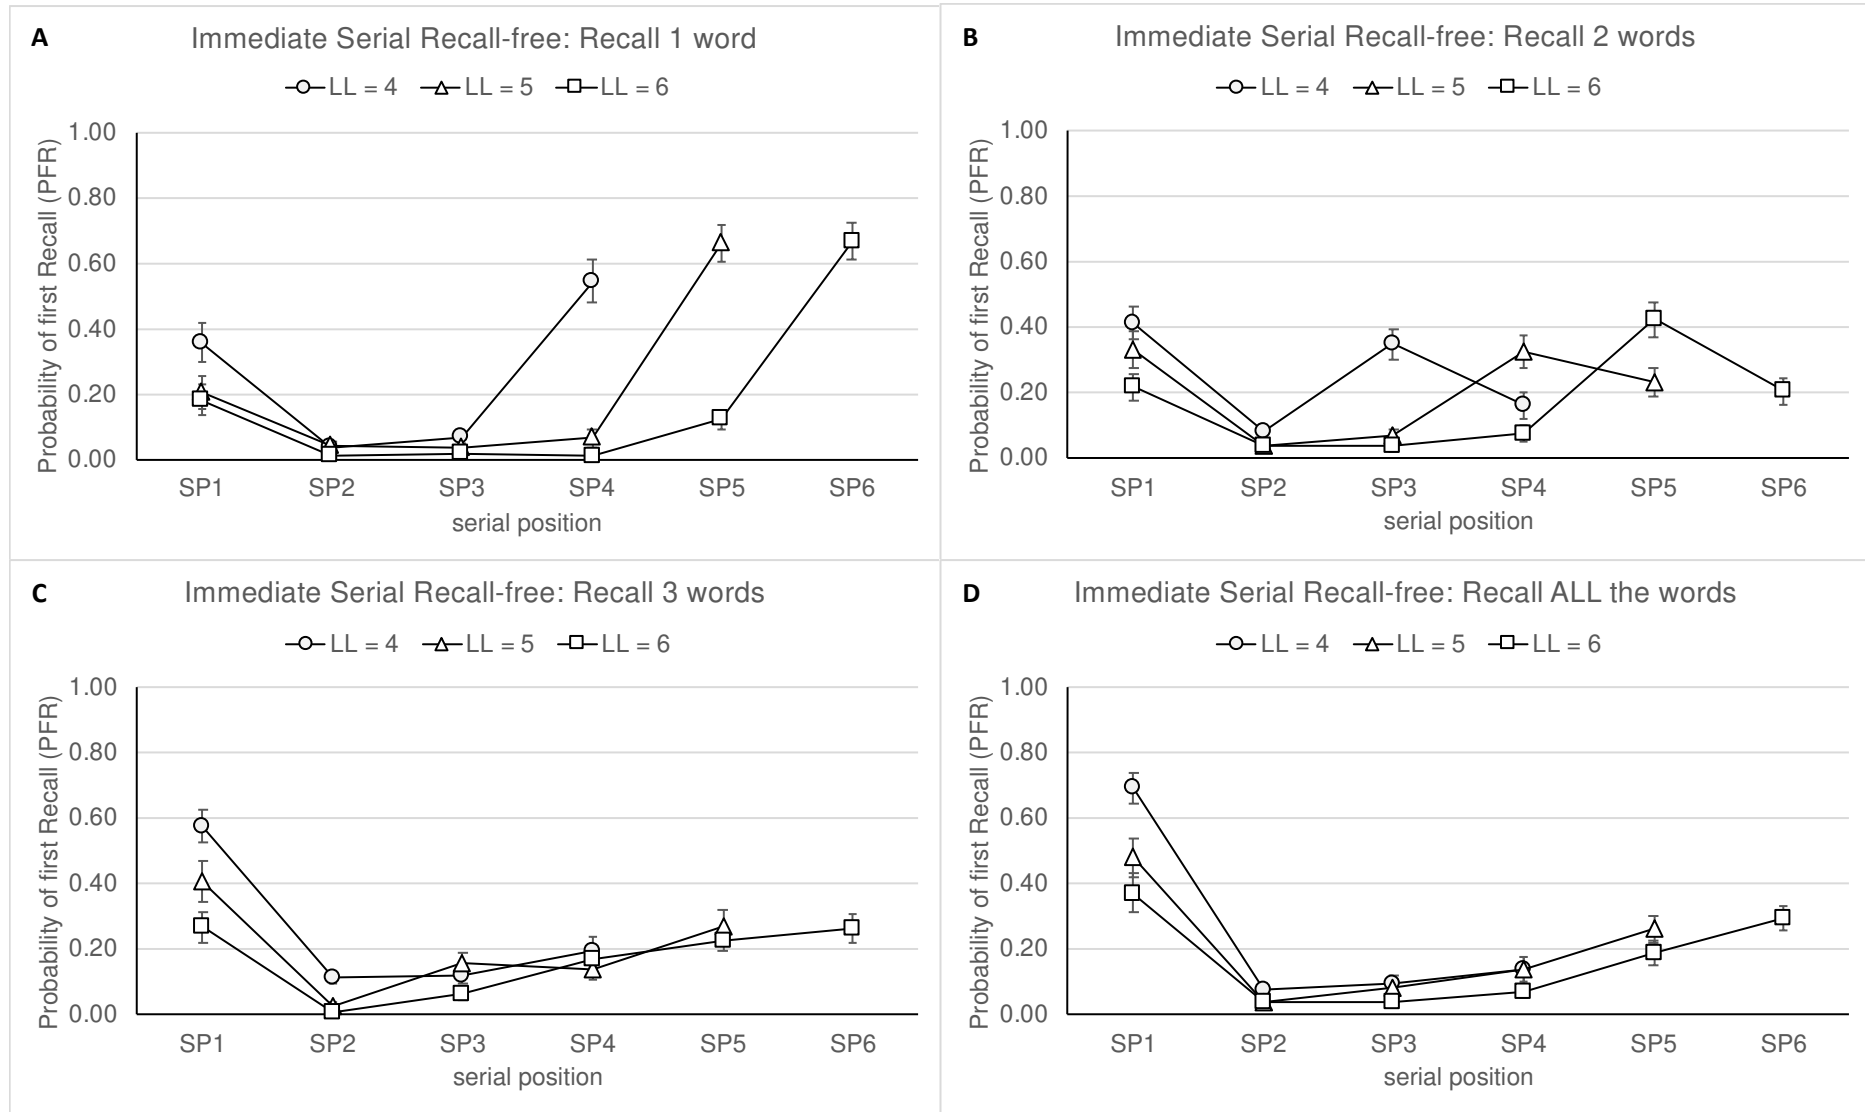 A
Immediate Serial Recall-free: Recall 1 word
LL = 4 LL = 5 LL = 6
Probability of first Recall (PFR)
1.00
0.80
0.60
0.40
0.20
0.00
SP1 SP2 SP3 SP4 SP5 SP6
serial position
B
Immediate Serial Recall-free: Recall 2 words
LL = 4 LL = 5 LL = 6
Probability of first Recall (PFR)
1.00
0.80
0.60
0.40
0.20
0.00
SP1 SP2 SP3 SP4 SP5 SP6
serial position
C
Immediate Serial Recall-free: Recall 3 words
LL = 4 LL = 5 LL = 6
Probability of first Recall (PFR)
1.00
0.80
0.60
0.40
0.20
0.00
SP1 SP2 SP3 SP4 SP5 SP6
serial position
D
Immediate Serial Recall-free: Recall ALL the words
LL = 4 LL = 5 LL = 6
Probability of first Recall (PFR)
1.00
0.80
0.60
0.40
0.20
0.00
SP1 SP2 SP3 SP4 SP5 SP6
serial position